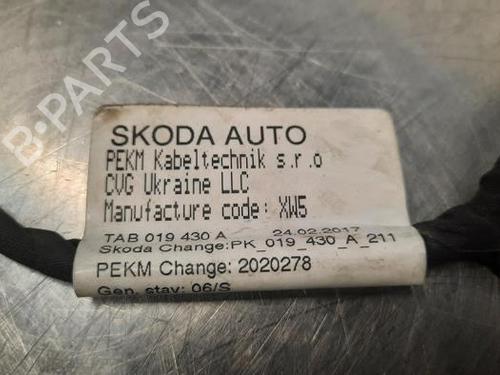 B-PARTS
SKODA AUTO
PEKM Kabeltechnik s.r.o
CVG Ukraine LLC
Manufacture code: XW5
TAB 019 430 A 24.02.2017
Skoda Change:PK_019_430_A_211
PEKM Change: 2020278
Gen. stav: 06/S